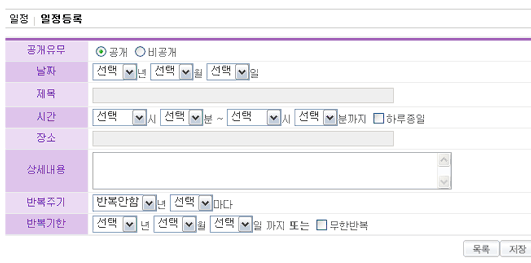 일정 | 일정등록
공개유무 공개 비공개
날짜 선택 년 선택 월 선택 일
제목
시간 선택 시 선택 분 ~ 선택 시 선택 분까지 하루종일
장소
상세내용
반복주기 반복안함 년 선택 마다
반복기한 선택 년 선택 월 선택 일 까지 또는 무한반복
목록 저장